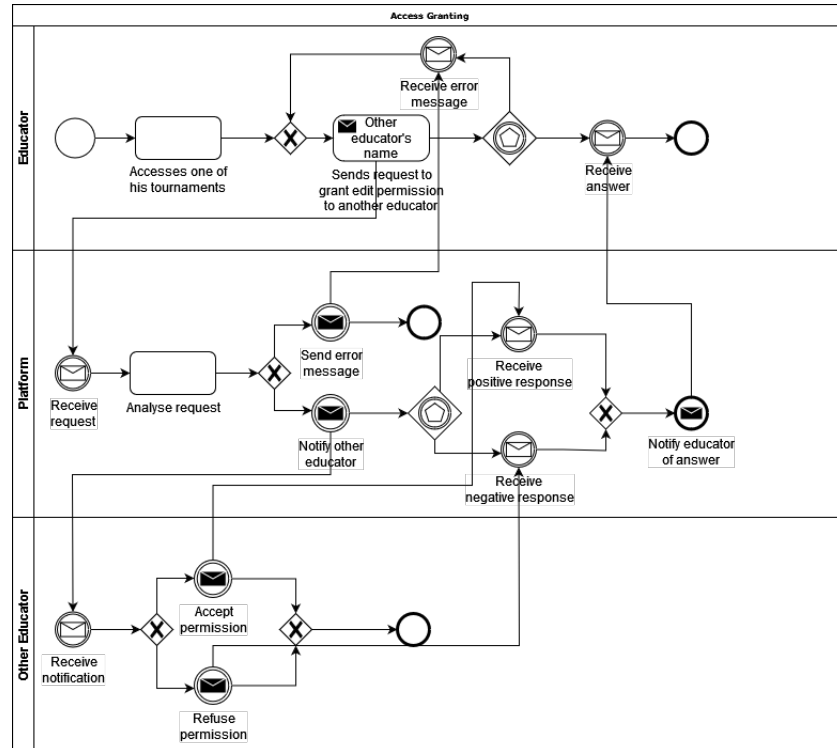 Access Granting
Educator
Receive error
message
Other
educator's
name
Accesses one of
his tournaments
Sends request to
grant edit permission
to another educator
Receive
answer
Platform
Receive
request
Analyse request
Send error
message
Notify other
educator
Receive
positive response
Receive
negative response
Notify educator
of answer
Other Educator
Receive
notification
Accept
permission
Refuse
permission